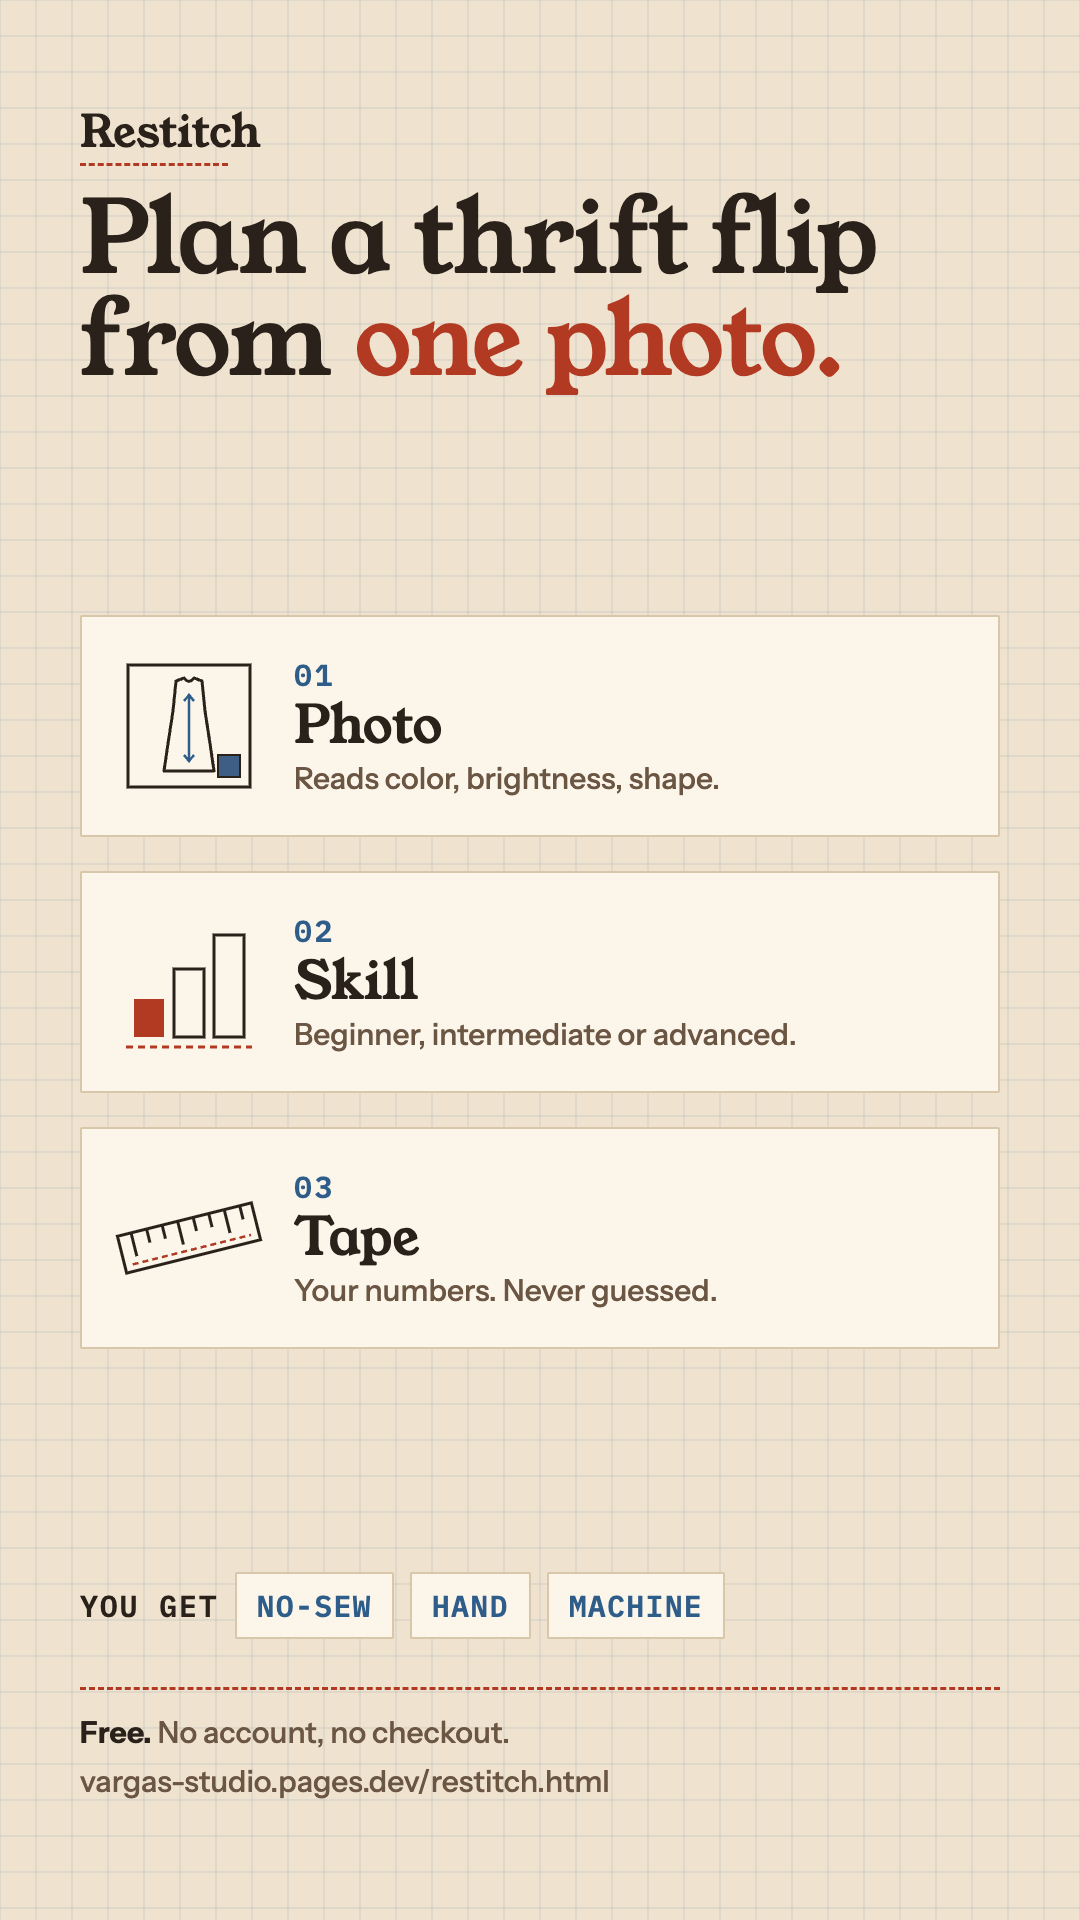 Restitch
Plan a thrift flip
from one photo.
01
Photo
Reads color, brightness, shape.
02
Skill
Beginner, intermediate or advanced.
03
Tape
Your numbers. Never guessed.
YOU GET NO-SEW HAND MACHINE
Free. No account, no checkout.
vargas-studio.pages.dev/restitch.html